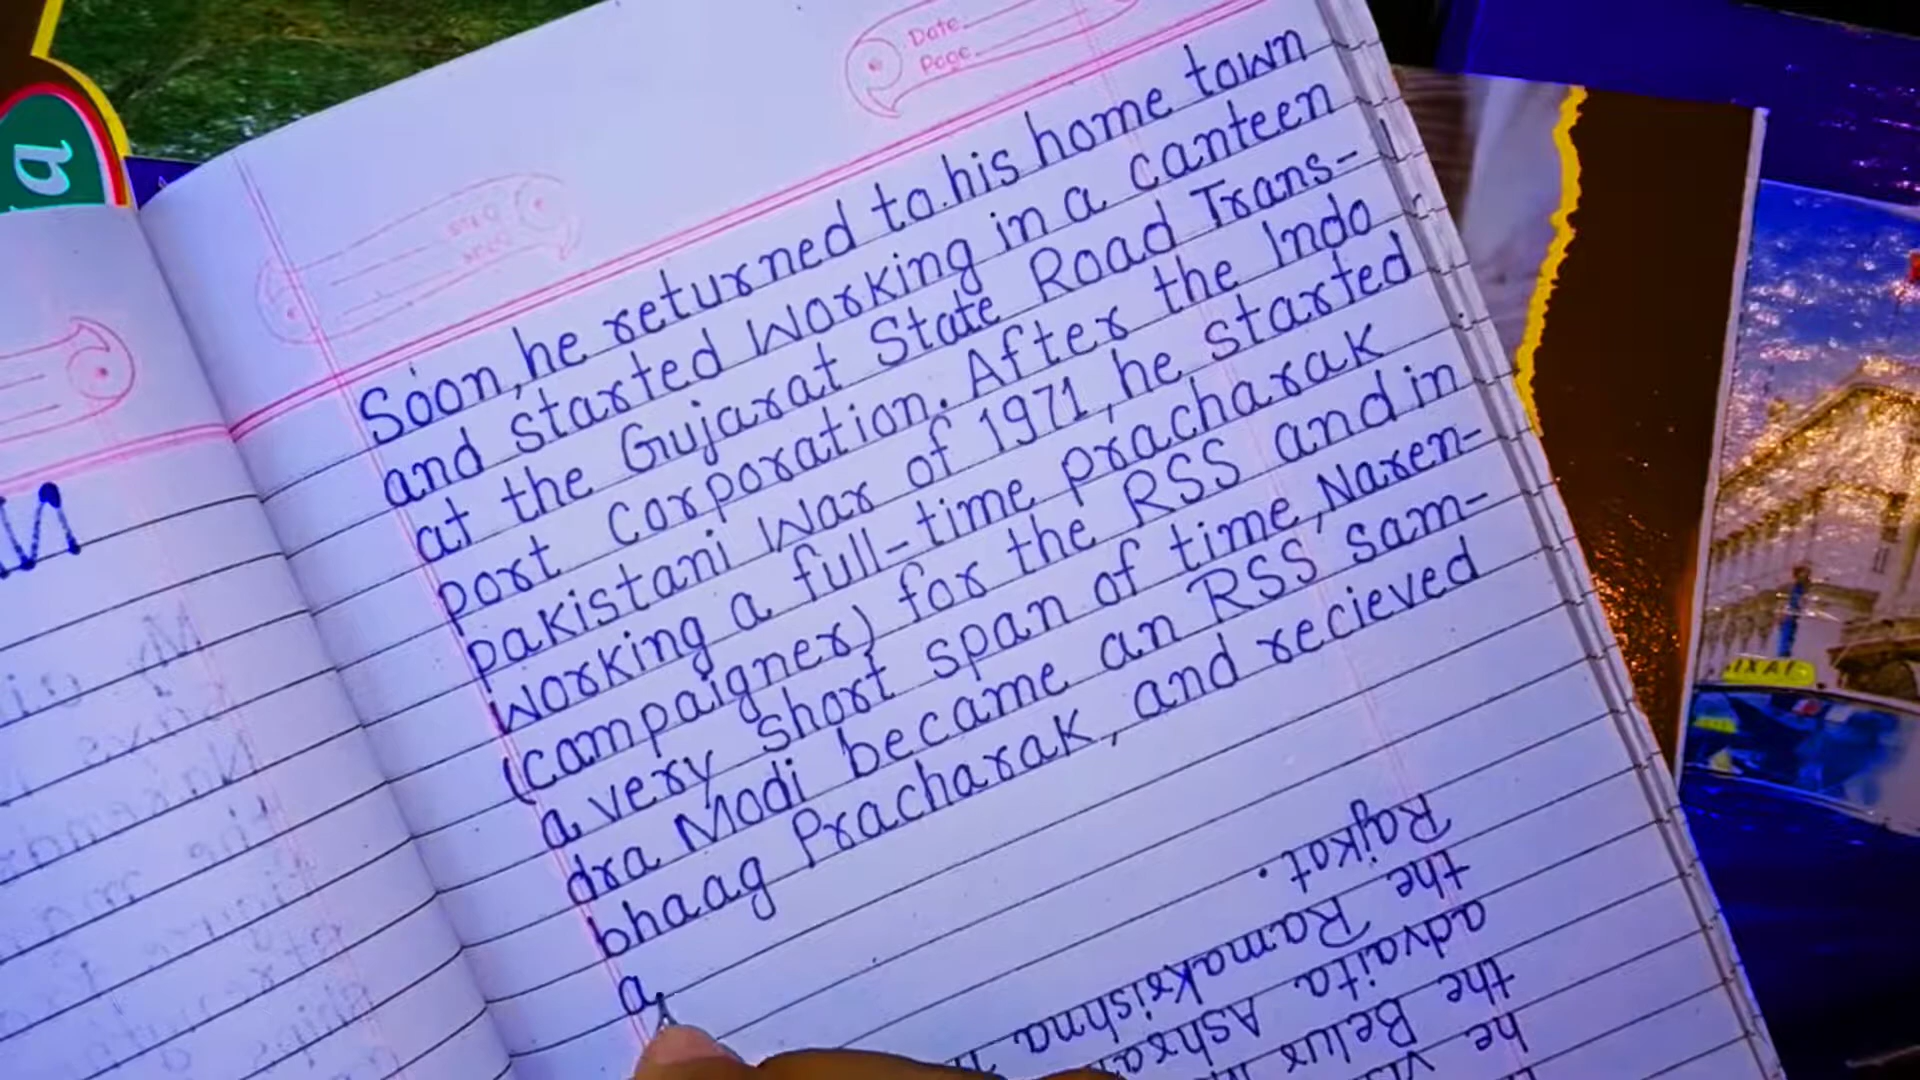 Date
Page
Soon, he returned to his home town
and started working in a canteen
at the Gujarat State Road Trans-
port Corporation. After the Indo
pakistani War of 1971, he started
working a full-time pracharak
(campaigner) for the RSS and in
a very short span of time, Naren-
dra Modi became an RSS sam-
bhaag Pracharak, and recieved
a
Rajkot.
the Ramakrishna
advaita Ashra
the Belur
he
TAXI